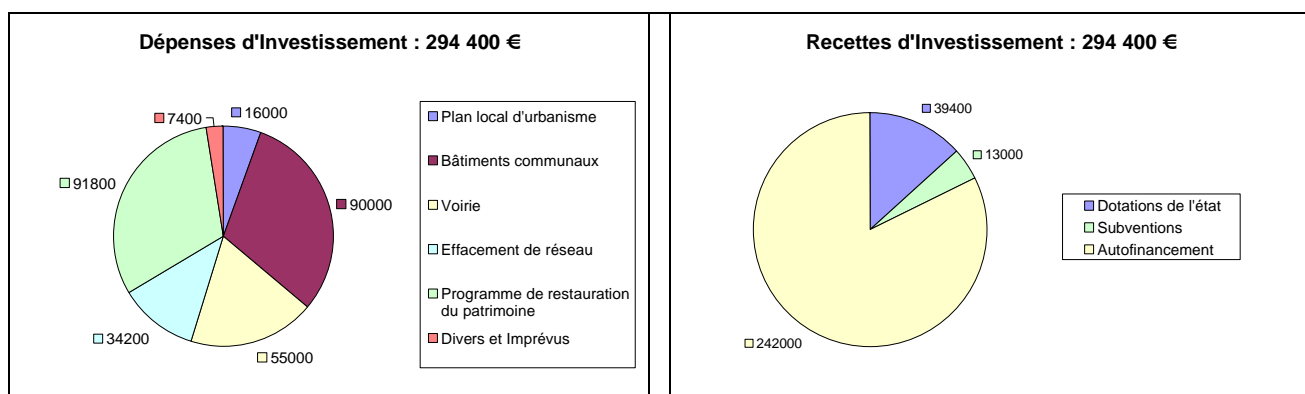 Dépenses d'Investissement : 294 400 €
7400
16000
91800
90000
34200
55000
Plan local d'urbanisme
Bâtiments communaux
Voirie
Effacement de réseau
Programme de restauration
du patrimoine
Divers et Imprévus
Recettes d'Investissement : 294 400 €
39400
13000
242000
Dotations de l'état
Subventions
Autofinancement